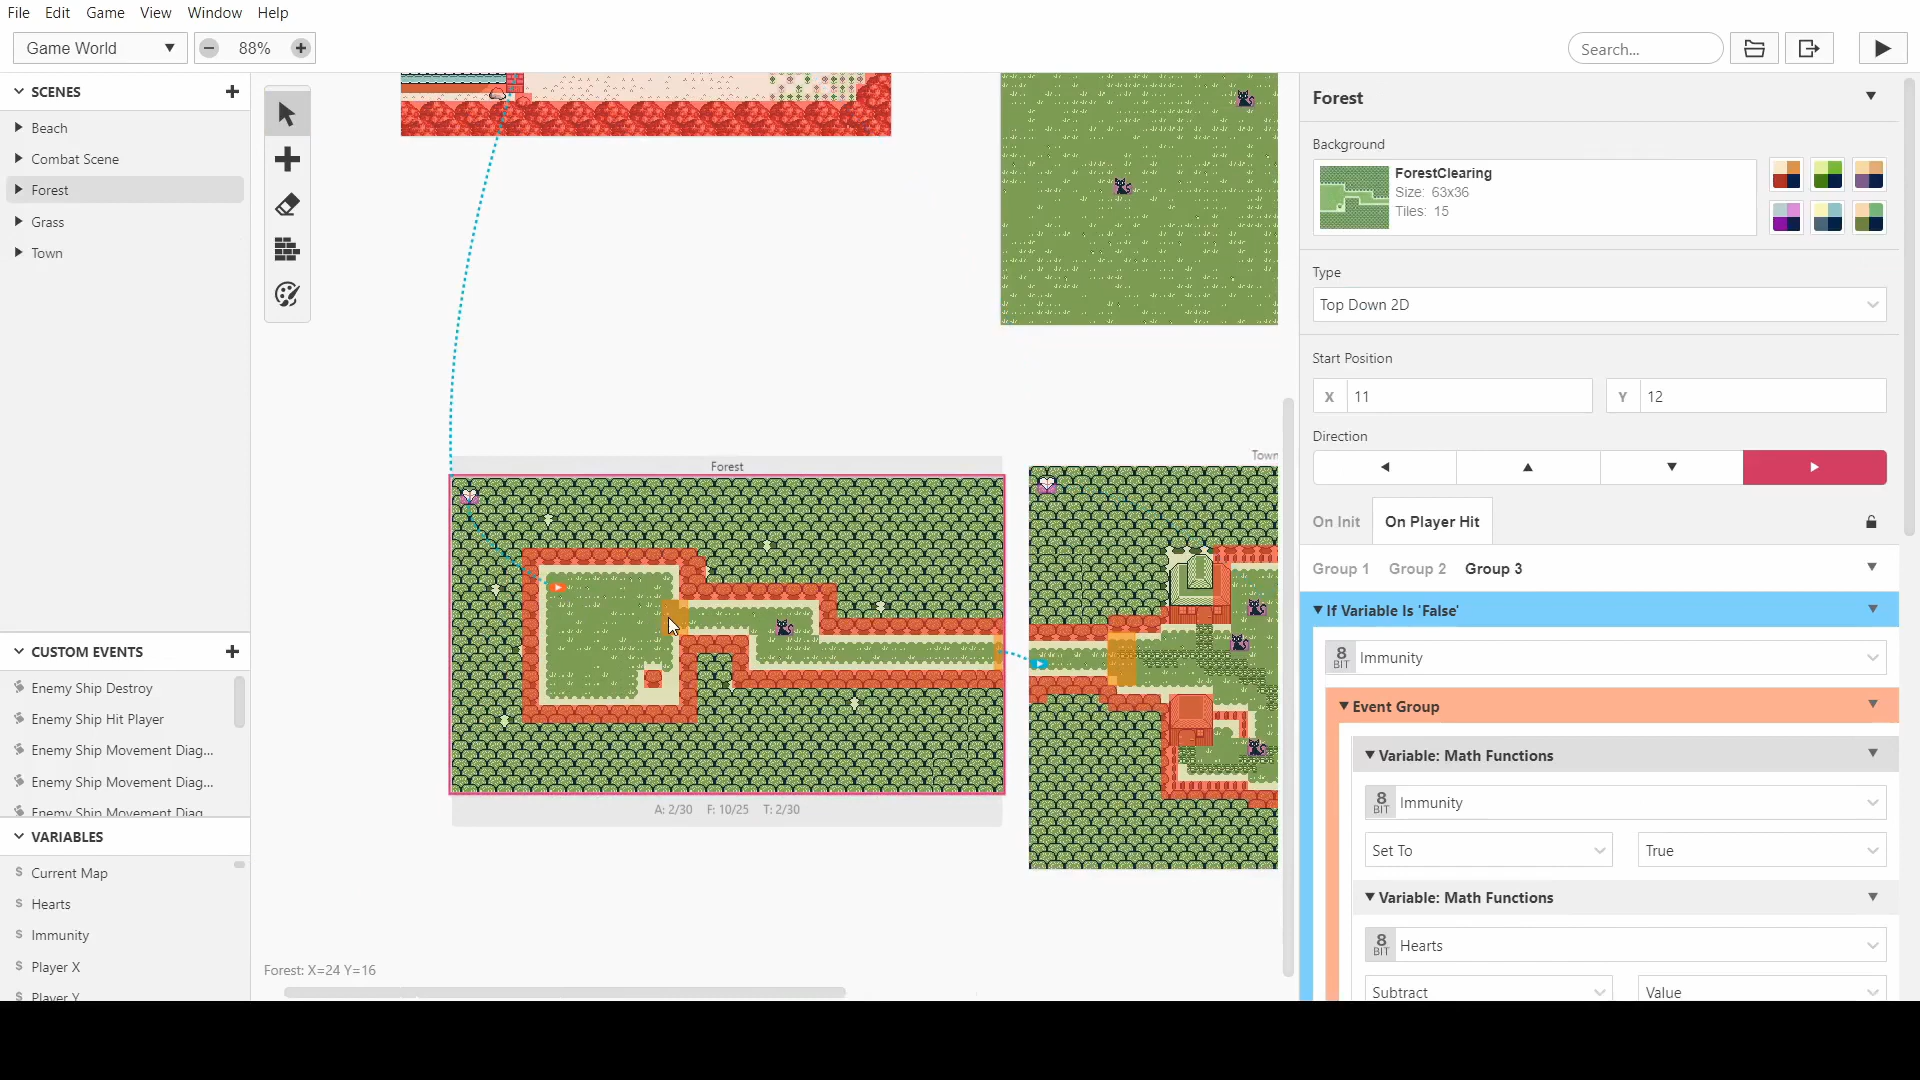 File Edit Game View Window Help
Game World 88% Search...
SCENES
Beach
Combat Scene
Forest
Grass
Town
CUSTOM EVENTS
Enemy Ship Destroy
Enemy Ship Hit Player
Enemy Ship Movement Diag...
Enemy Ship Movement Diag...
Enemy Ship Movement Diag
VARIABLES
$ Current Map
$ Hearts
$ Immunity
$ Player X
$ Player Y
Forest
Town
A: 2/30 F: 10/25 T: 2/30
Forest: X=24 Y=16
Forest
Background
ForestClearing
Size: 63x36
Tiles: 15
Type
Top Down 2D
Start Position
X 11 Y 12
Direction
On Init On Player Hit
Group 1 Group 2 Group 3
If Variable Is 'False'
8 BIT Immunity
Event Group
Variable: Math Functions
8 BIT Immunity
Set To True
Variable: Math Functions
8 BIT Hearts
Subtract Value